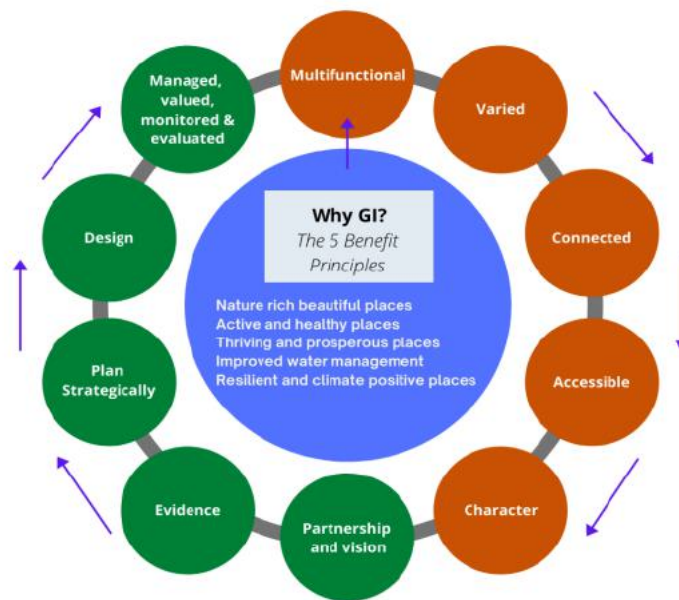 Multifunctional
Varied
Connected
Accessible
Character
Partnership
and vision
Evidence
Plan
Strategically
Design
Managed,
valued,
monitored &
evaluated
Why GI?
The 5 Benefit
Principles
Nature rich beautiful places
Active and healthy places
Thriving and prosperous places
Improved water management
Resilient and climate positive places